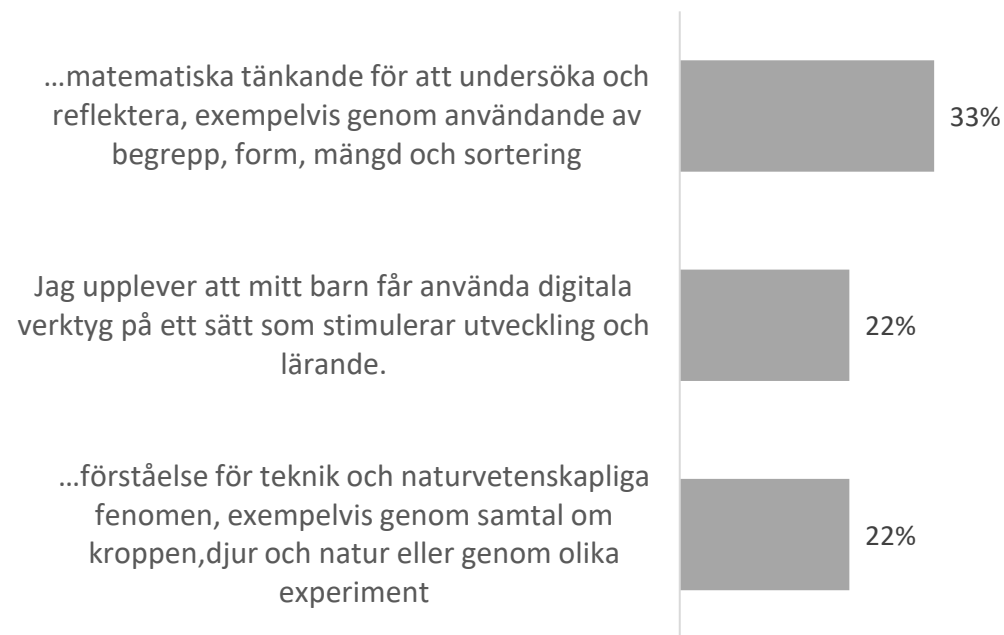 …matematiska tänkande för att undersöka och
reflektera, exempelvis genom användande av
begrepp, form, mängd och sortering
33%
Jag upplever att mitt barn får använda digitala
verktyg på ett sätt som stimulerar utveckling och
lärande.
22%
…förståelse för teknik och naturvetenskapliga
fenomen, exempelvis genom samtal om
kroppen,djur och natur eller genom olika
experiment
22%